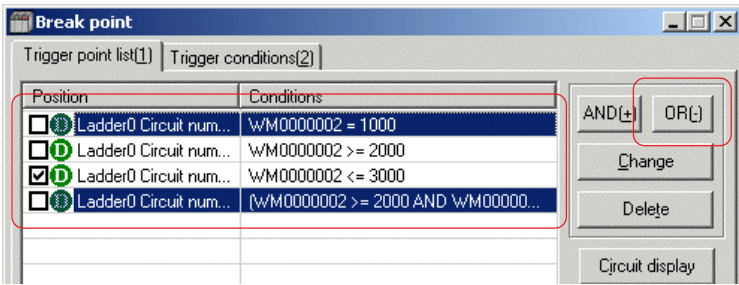 Break point
Trigger point list(1) Trigger conditions(2)
Position Conditions
D Ladder0 Circuit num... WM0000002 = 1000
D Ladder0 Circuit num... WM0000002 >= 2000
D Ladder0 Circuit num... WM0000002 <= 3000
D Ladder0 Circuit num... (WM0000002 >= 2000 AND WM00000...
AND(+) OR(-)
Change
Delete
Circuit display